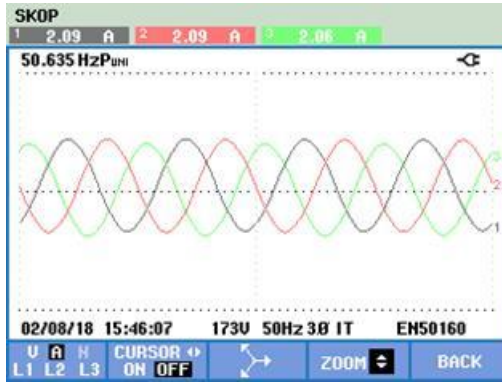 SKOP
1 2.09 A 2 2.09 A 3 2.06 A
50.635 HzPUNI
2
1
02/08/18 15:46:07 173V 50Hz 3Ø IT EN50160
V A N CURSOR ZOOM BACK
L1 L2 L3 ON OFF